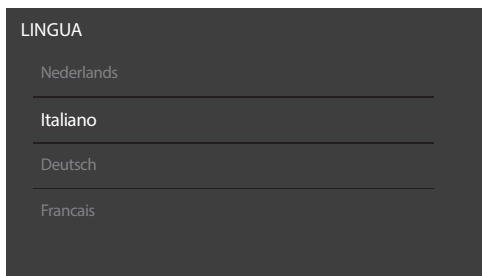 LINGUA
Nederlands
Italiano
Deutsch
Francais